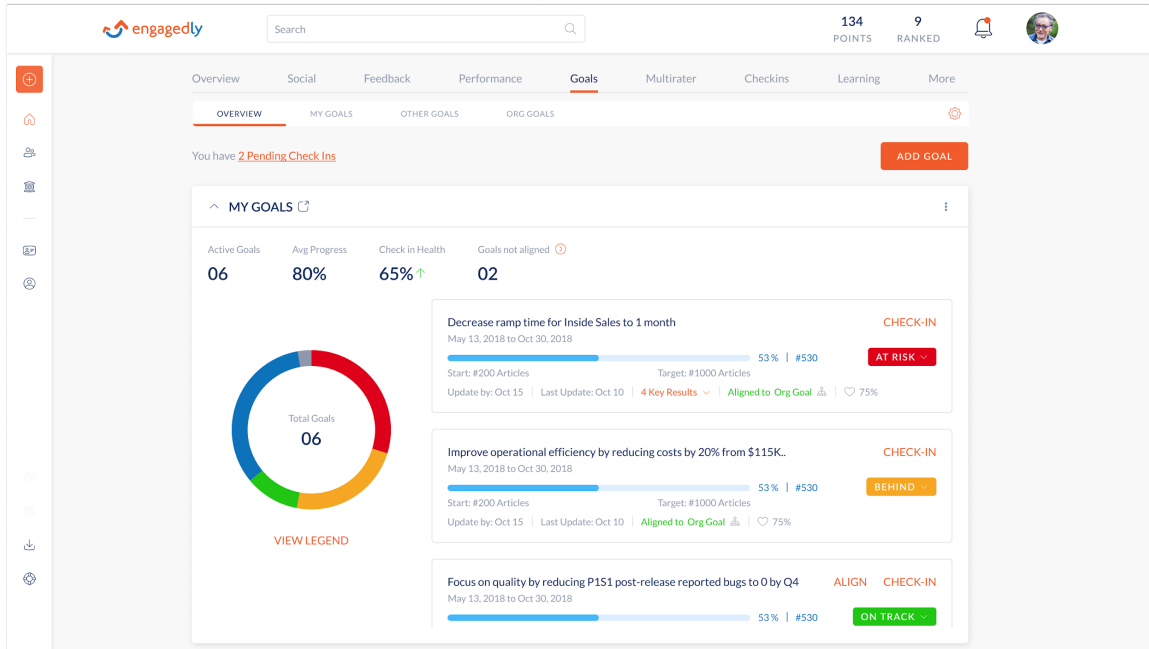 engagedly
Search
134
POINTS
9
RANKED
Overview Social Feedback Performance Goals Multirater Checkins Learning More
OVERVIEW MY GOALS OTHER GOALS ORG GOALS
You have 2 Pending Check Ins
ADD GOAL
MY GOALS
Active Goals Avg Progress Check in Health Goals not aligned
06 80% 65% 02
Total Goals
06
VIEW LEGEND
Decrease ramp time for Inside Sales to 1 month CHECK-IN
May 13, 2018 to Oct 30, 2018
53 % | #530 AT RISK
Start: #200 Articles Target: #1000 Articles
Update by: Oct 15 | Last Update: Oct 10 | 4 Key Results | Aligned to Org Goal | 75%
Improve operational efficiency by reducing costs by 20% from $115K.. CHECK-IN
May 13, 2018 to Oct 30, 2018
53 % | #530 BEHIND
Start: #200 Articles Target: #1000 Articles
Update by: Oct 15 | Last Update: Oct 10 | Aligned to Org Goal | 75%
Focus on quality by reducing P1S1 post-release reported bugs to 0 by Q4 ALIGN CHECK-IN
May 13, 2018 to Oct 30, 2018
53 % | #530 ON TRACK